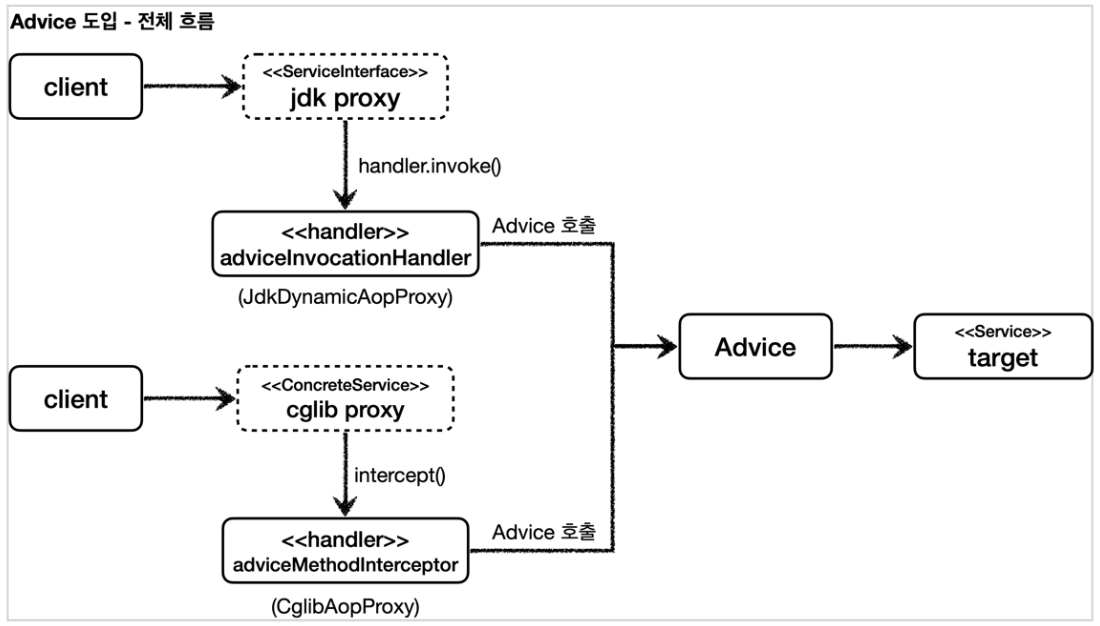 Advice 도입 - 전체 흐름
client
<<ServiceInterface>>
jdk proxy
handler.invoke()
<<handler>>
adviceInvocationHandler
Advice 호출
(JdkDynamicAopProxy)
Advice
<<Service>>
target
client
<<ConcreteService>>
cglib proxy
intercept()
<<handler>>
adviceMethodInterceptor
Advice 호출
(CglibAopProxy)